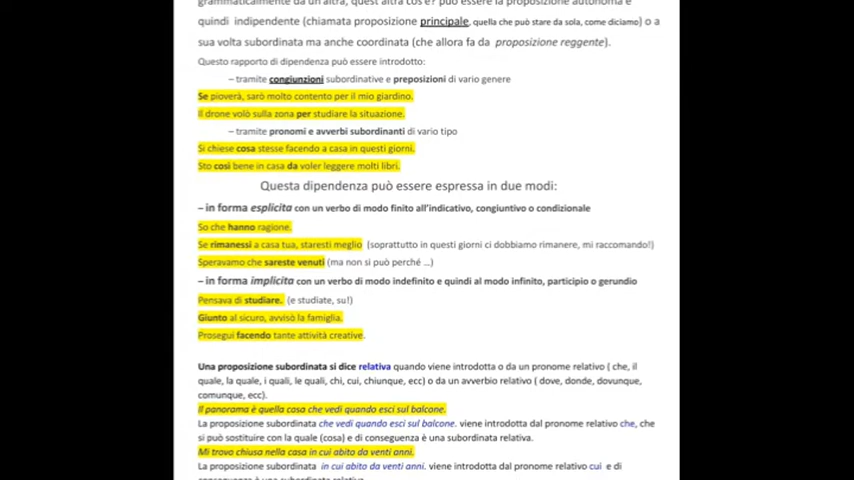 grammaticalmente da un'altra, quest'altra cos'è? può essere la proposizione autonoma e
quindi indipendente (chiamata proposizione principale, quella che può stare da sola, come diciamo) o a
sua volta subordinata ma anche coordinata (che allora fa da proposizione reggente).
Questo rapporto di dipendenza può essere introdotto:
– tramite congiunzioni subordinative e preposizioni di vario genere
Se pioverà, sarò molto contento per il mio giardino.
Il drone volò sulla zona per studiare la situazione.
– tramite pronomi e avverbi subordinanti di vario tipo
Si chiese cosa stesse facendo a casa in questi giorni.
Sto così bene in casa da voler leggere molti libri.
Questa dipendenza può essere espressa in due modi:
– in forma esplicita con un verbo di modo finito all'indicativo, congiuntivo o condizionale
So che hanno ragione.
Se rimanessi a casa tua, staresti meglio (soprattutto in questi giorni ci dobbiamo rimanere, mi raccomando!)
Speravamo che sareste venuti (ma non si può perché ...)
– in forma implicita con un verbo di modo indefinito e quindi al modo infinito, participio o gerundio
Pensava di studiare. (e studiate, su!)
Giunto al sicuro, avvisò la famiglia.
Proseguì facendo tante attività creative.
Una proposizione subordinata si dice relativa quando viene introdotta o da un pronome relativo ( che, il
quale, la quale, i quali, le quali, chi, cui, chiunque, ecc) o da un avverbio relativo ( dove, donde, dovunque,
comunque, ecc).
Il panorama è quella casa che vedi quando esci sul balcone.
La proposizione subordinata che vedi quando esci sul balcone. viene introdotta dal pronome relativo che, che
si può sostituire con la quale (cosa) e di conseguenza è una subordinata relativa.
Mi trovo chiusa nella casa in cui abito da venti anni.
La proposizione subordinata in cui abito da venti anni. viene introdotta dal pronome relativo cui e di
conseguenza è una subordinata relativa.